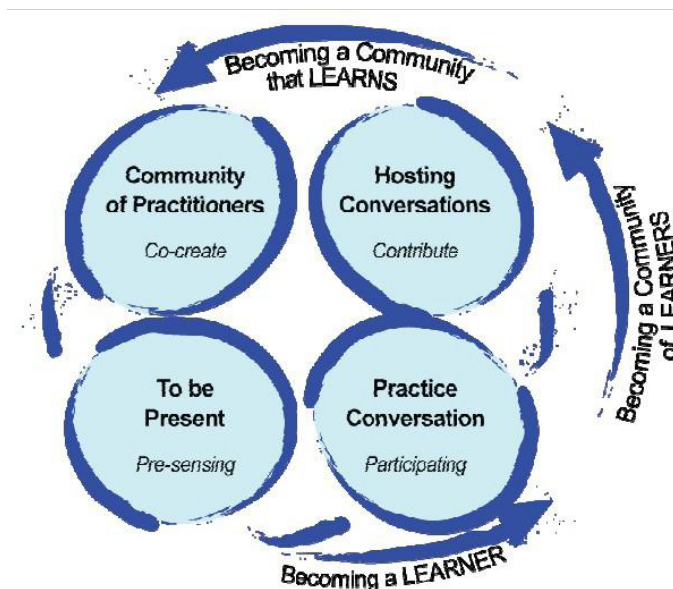 Becoming a Community
that LEARNS
Community
of Practitioners
Co-create
Hosting
Conversations
Contribute
Becoming a Community
of LEARNERS
To be
Present
Pre-sensing
Practice
Conversation
Participating
Becoming a LEARNER